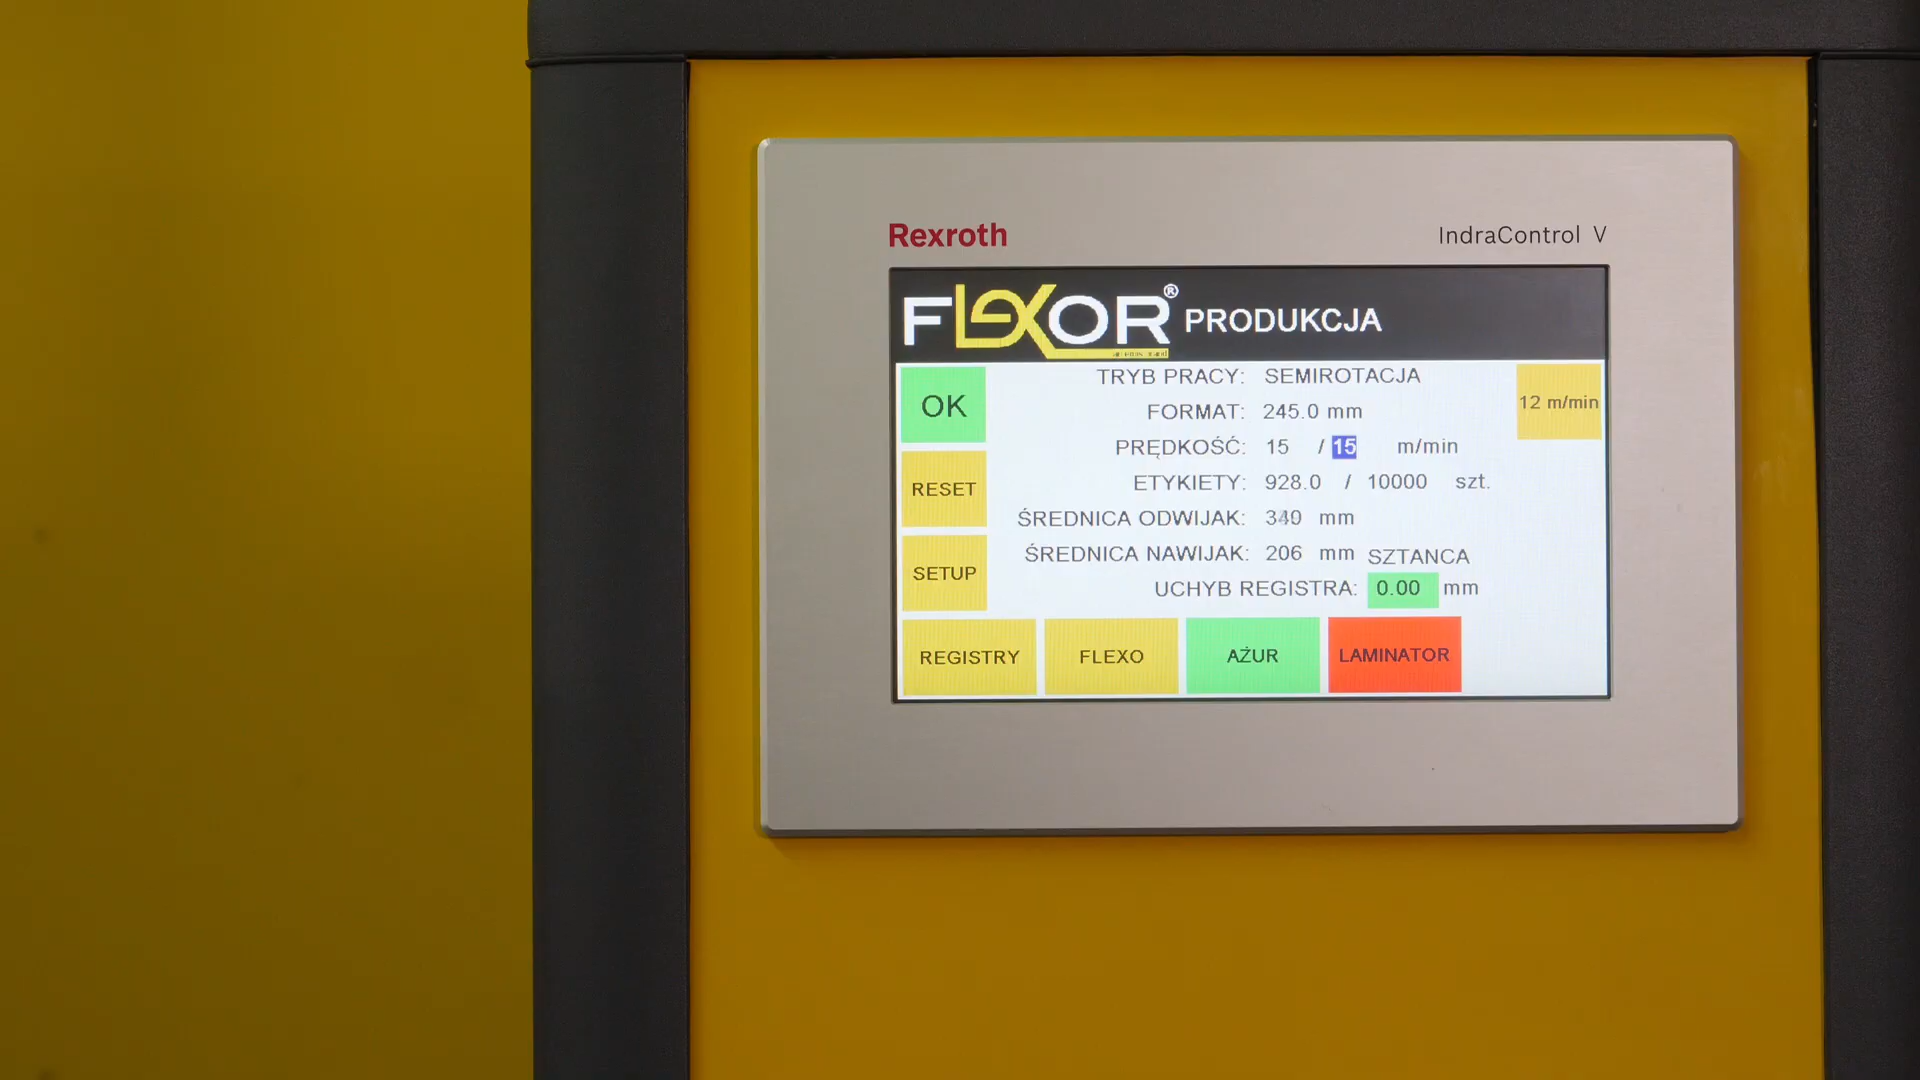 Rexroth
IndraControl V
FLEXOR® PRODUKCJA
OK
TRYB PRACY: SEMIROTACJA
12 m/min
FORMAT: 245.0 mm
PRĘDKOŚĆ: 15 / 15 m/min
RESET
ETYKIETY: 928.0 / 10000 szt.
ŚREDNICA ODWIJAK: mm
SETUP
ŚREDNICA NAWIJAK: 206 mm
SZTANCA
UCHYB REGISTRA: 0.00 mm
REGISTRY
FLEXO
AŻUR
LAMINATOR